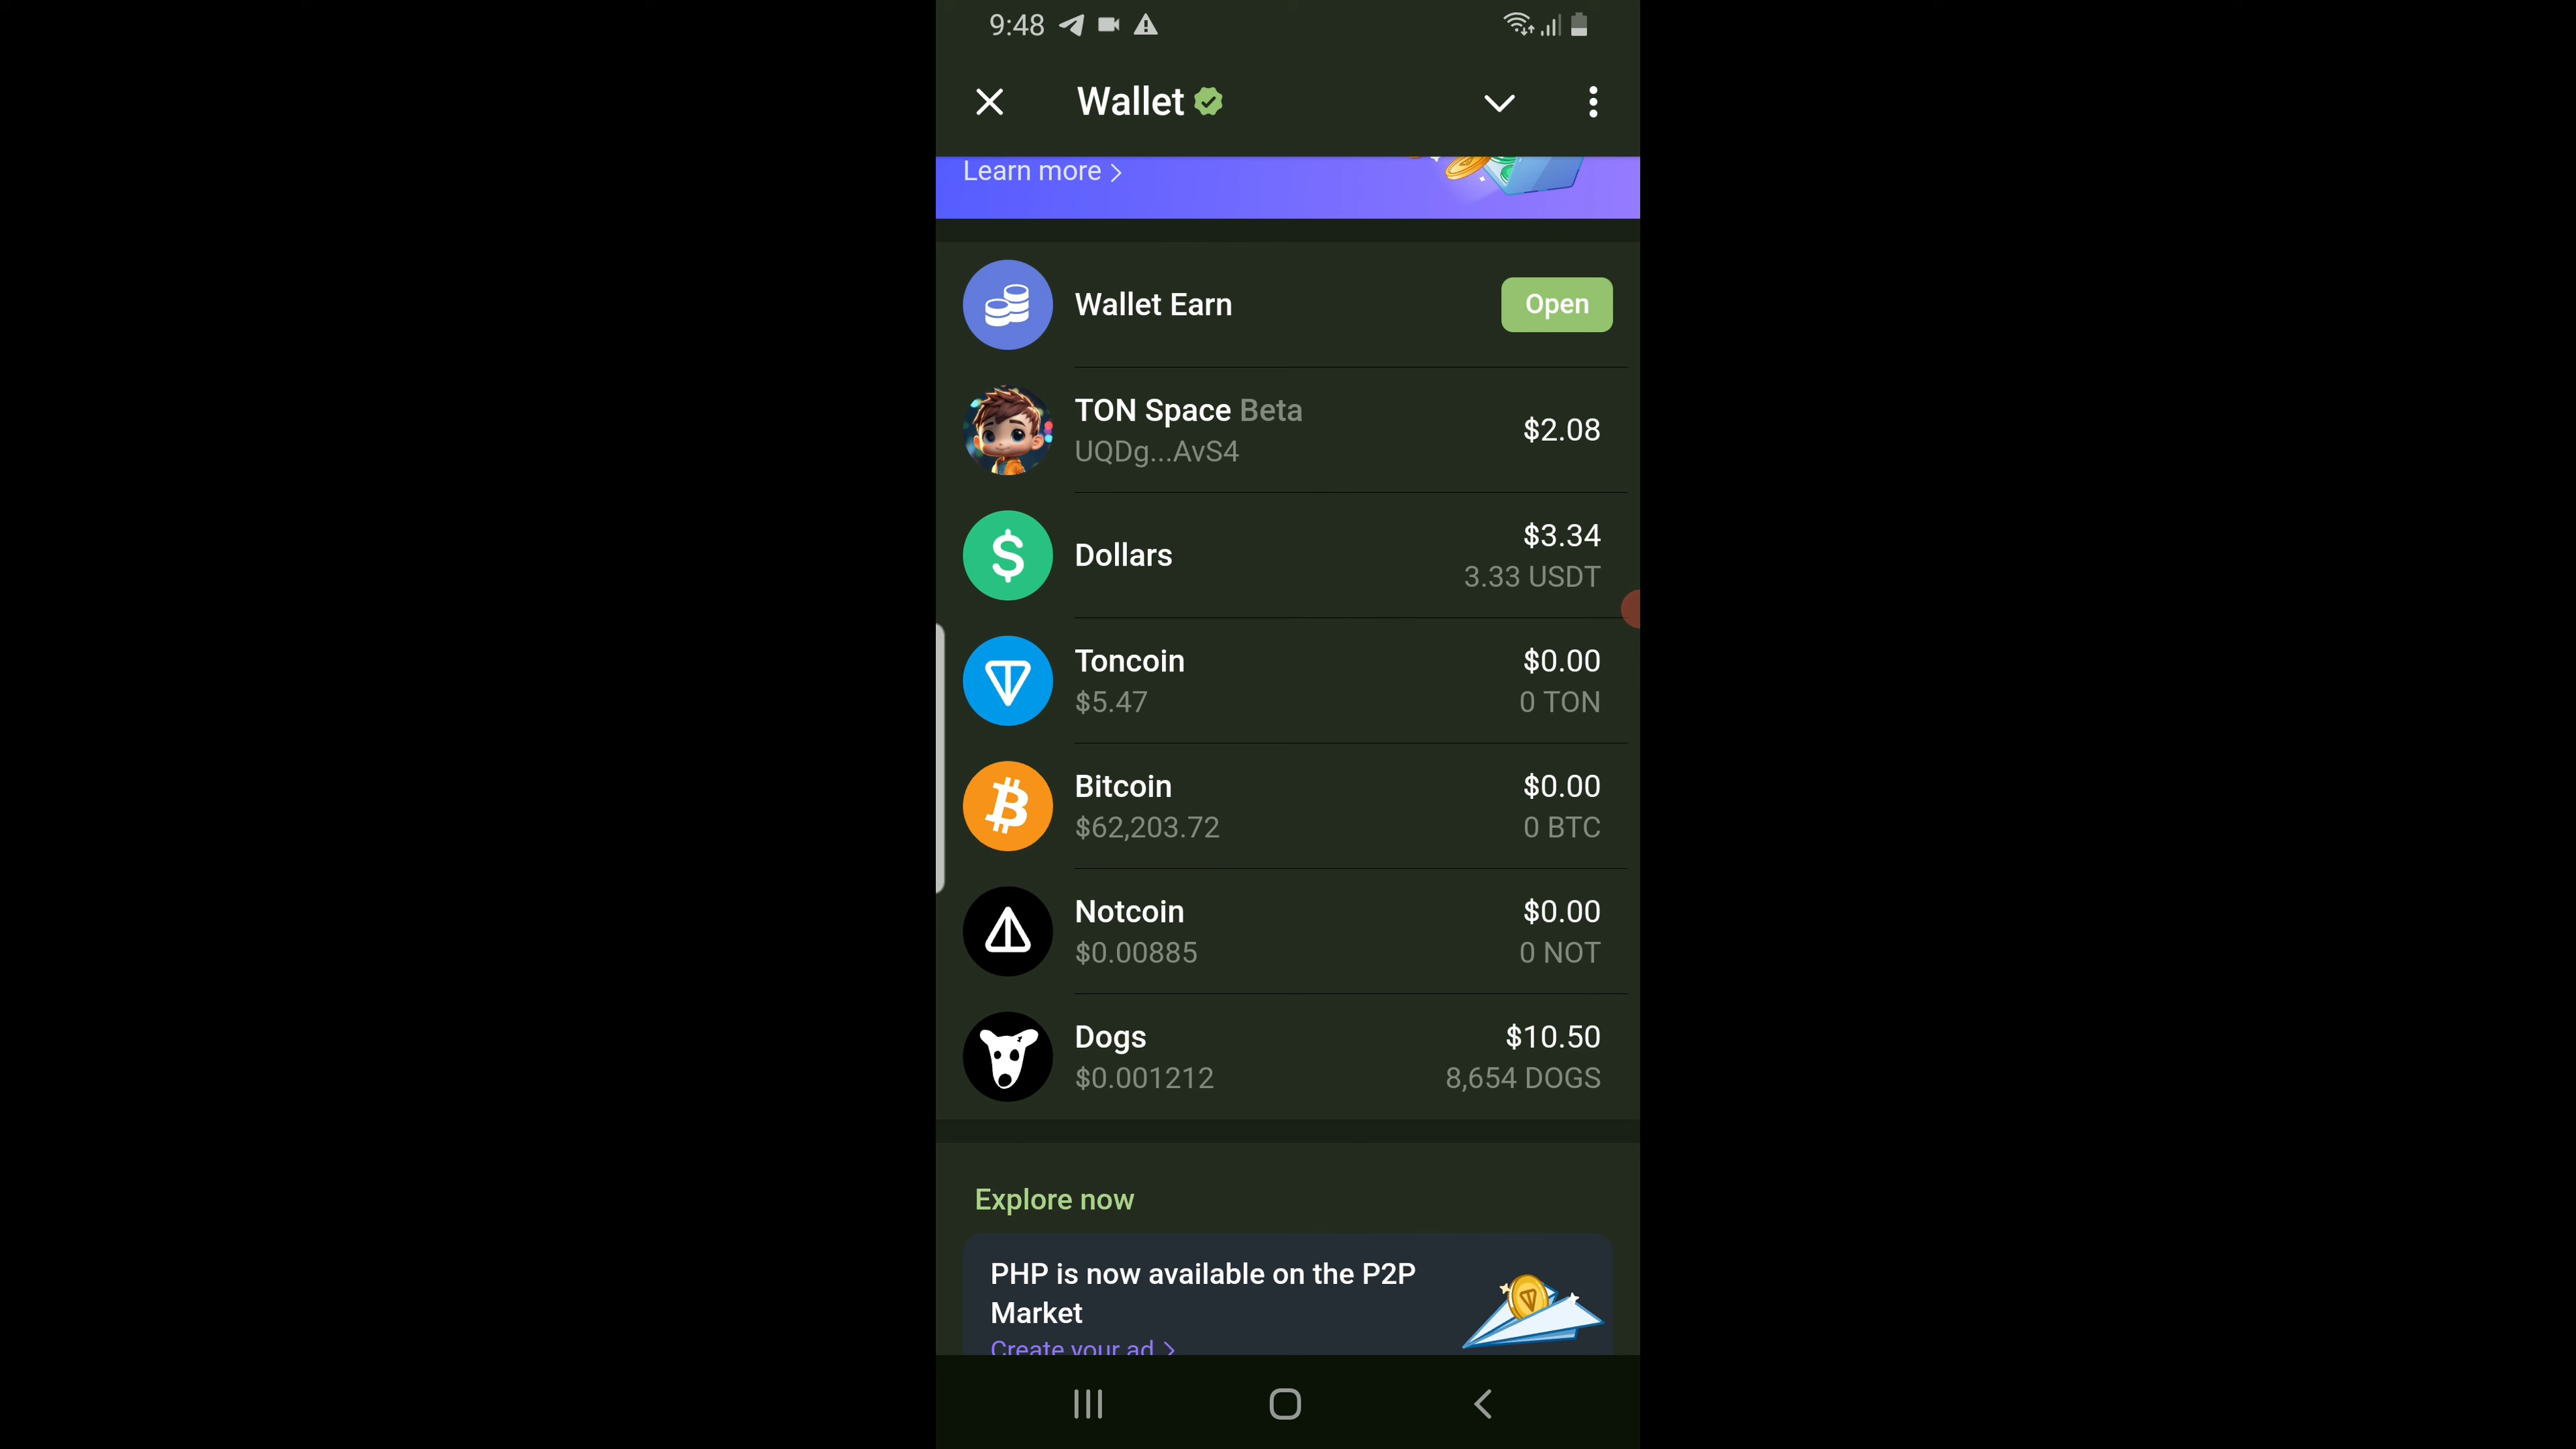 9:48
Wallet
Learn more >
Wallet Earn
Open
TON Space Beta
$2.08
UQDg...AvS4
Dollars
$3.34
3.33 USDT
Toncoin
$0.00
$5.47
0 TON
Bitcoin
$0.00
$62,203.72
0 BTC
Notcoin
$0.00
$0.00885
0 NOT
Dogs
$10.50
$0.001212
8,654 DOGS
Explore now
PHP is now available on the P2P
Market
Create your ad >